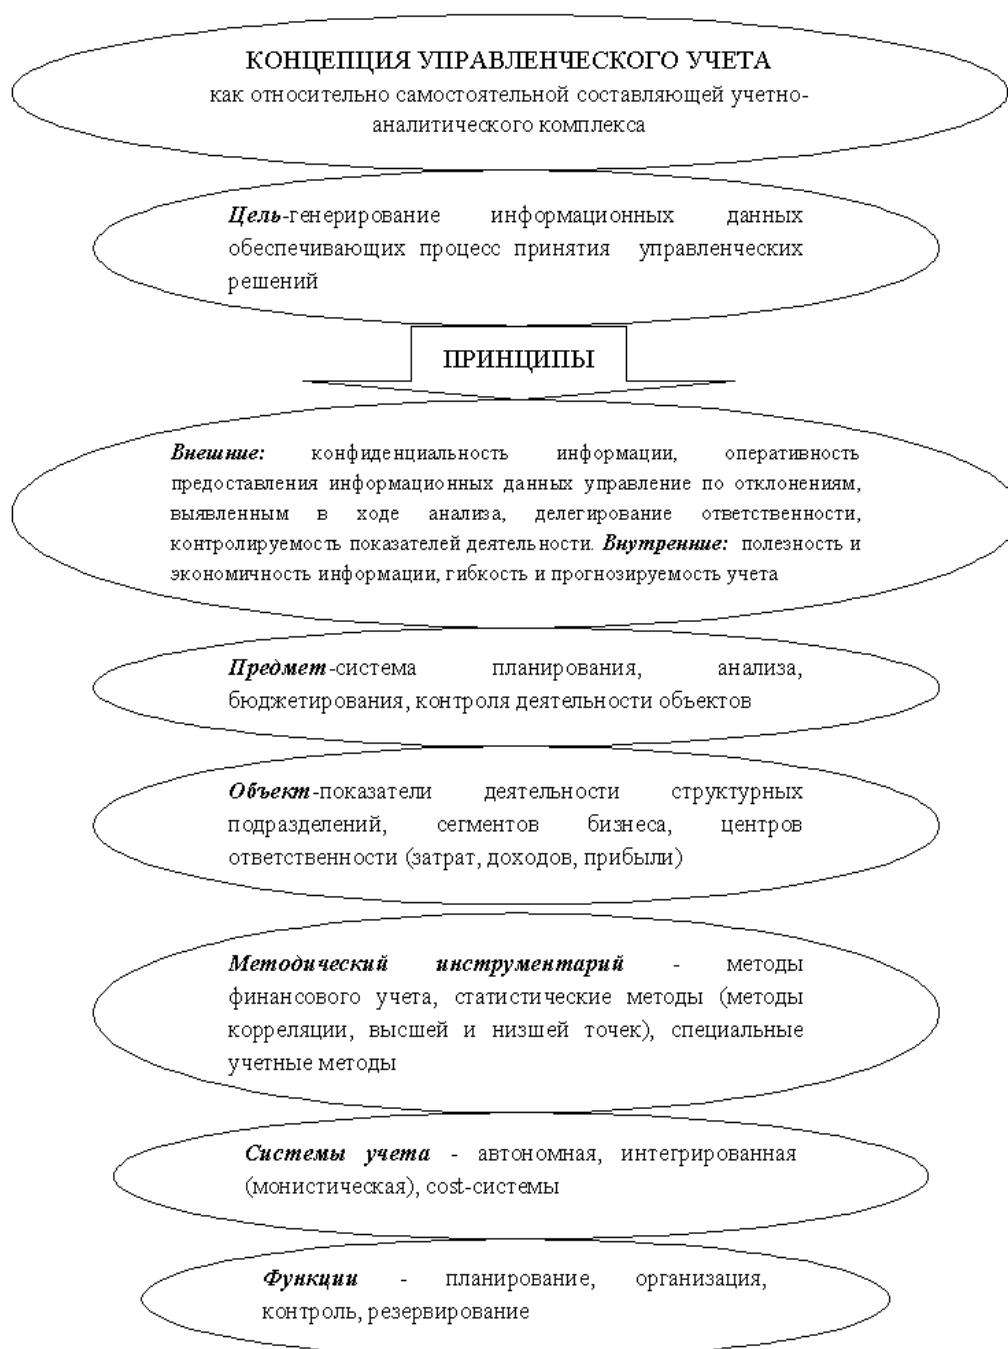 КОНЦЕПЦИЯ УПРАВЛЕНЧЕСКОГО УЧЕТА
как относительно самостоятельной составляющей учетно-
аналитического комплекса
Цель-генерирование информационных данных
обеспечивающих процесс принятия управленческих
решений
ПРИНЦИПЫ
Внешние: конфиденциальность информации, оперативность
предоставления информационных данных управление по отклонениям,
выявленным в ходе анализа, делегирование ответственности,
контролируемость показателей деятельности. Внутренние: полезность и
экономичность информации, гибкость и прогнозируемость учета
Предмет-система планирования, анализа,
бюджетирования, контроля деятельности объектов
Объект-показатели деятельности структурных
подразделений, сегментов бизнеса, центров
ответственности (затрат, доходов, прибыли)
Методический инструментарий - методы
финансового учета, статистические методы (методы
корреляции, высшей и низшей точек), специальные
учетные методы
Системы учета - автономная, интегрированная
(монистическая), cost-системы
Функции - планирование, организация,
контроль, резервирование